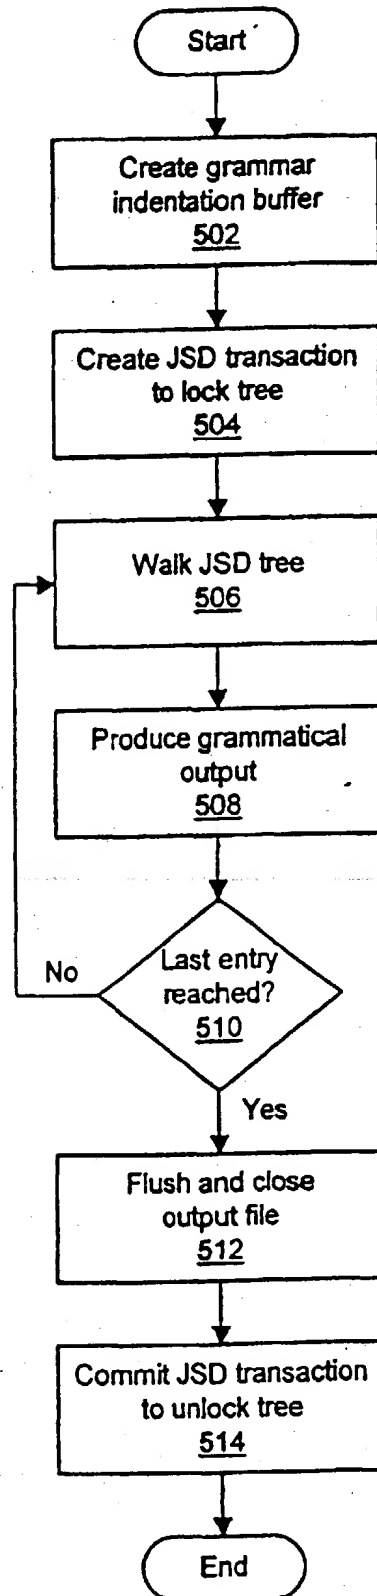 Start
Create grammar
indentation buffer
502
Create JSD transaction
to lock tree
504
Walk JSD tree
506
Produce grammatical
output
508
Last entry
reached?
510
No
Yes
Flush and close
output file
512
Commit JSD transaction
to unlock tree
514
End